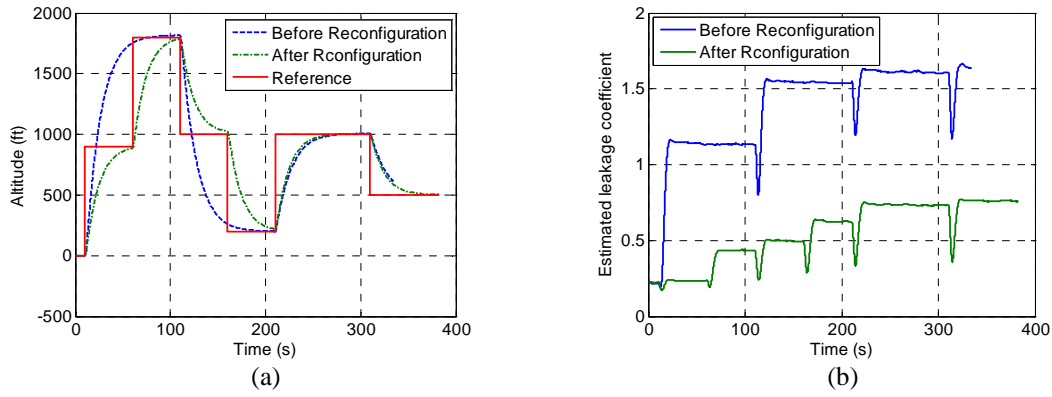 2000
1500
1000
500
0
-500
Altitude (ft)
Before Reconfiguration
After Rconfiguration
Reference
0 100 200 300 400
Time (s)
(a)
2
1.5
1
0.5
0
Estimated leakage coefficient
Before Reconfiguration
After Rconfiguration
0 100 200 300 400
Time (s)
(b)